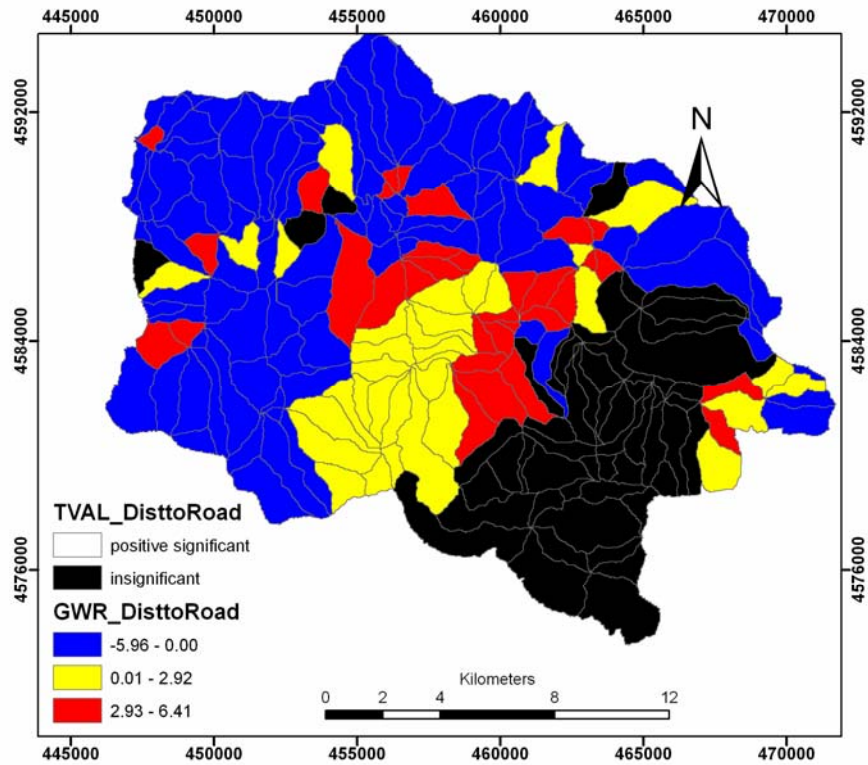 445000 450000 455000 460000 465000 470000
4592000 4592000
N
4584000 4584000
TVAL_DisttoRoad
positive significant
insignificant
4576000 4576000
GWR_DisttoRoad
-5.96 - 0.00
0.01 - 2.92
2.93 - 6.41
Kilometers
0 2 4 8 12
445000 450000 455000 460000 465000 470000